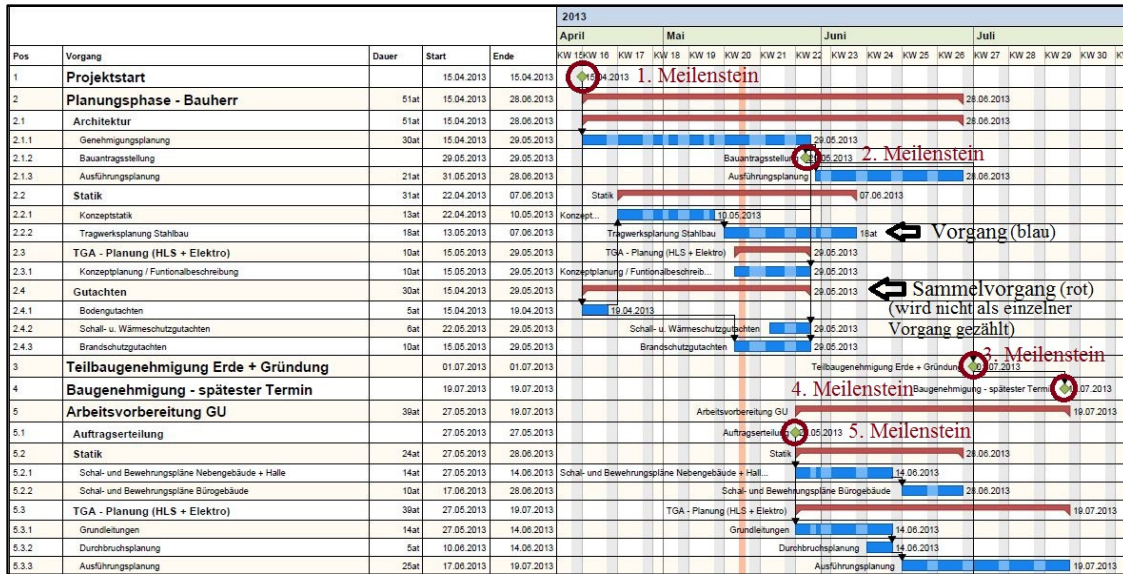 2013
April Mai Juni Juli
Pos Vorgang Dauer Start Ende KW 15 KW 16 KW 17 KW 18 KW 19 KW 20 KW 21 KW 22 KW 23 KW 24 KW 25 KW 26 KW 27 KW 28 KW 29 KW 30
1 Projektstart 15.04.2013 15.04.2013 15.04.2013 1. Meilenstein
2 Planungsphase - Bauherr 51at 15.04.2013 28.06.2013 28.06.2013
2.1 Architektur 51at 15.04.2013 28.06.2013 28.06.2013
2.1.1 Genehmigungsplanung 30at 15.04.2013 29.05.2013 29.05.2013
2.1.2 Bauantragsstellung 29.05.2013 29.05.2013 Bauantragsstellung 29.05.2013 2. Meilenstein
2.1.3 Ausführungsplanung 21at 31.05.2013 28.06.2013 Ausführungsplanung 28.06.2013
2.2 Statik 31at 22.04.2013 07.06.2013 Statik 07.06.2013
2.2.1 Konzeptstatik 13at 22.04.2013 10.05.2013 Konzept... 10.05.2013
2.2.2 Tragwerksplanung Stahlbau 18at 13.05.2013 07.06.2013 Tragwerksplanung Stahlbau 18at Vorgang (blau)
2.3 TGA - Planung (HLS + Elektro) 10at 15.05.2013 29.05.2013 TGA - Planung (HLS + Elektro) 29.05.2013
2.3.1 Konzeptplanung / Funtionalbeschreibung 10at 15.05.2013 29.05.2013 Konzeptplanung / Funtionalbeschreib... 29.05.2013
2.4 Gutachten 30at 15.04.2013 29.05.2013 29.05.2013 Sammelvorgang (rot)
(wird nicht als einzelner
Vorgang gezählt)
2.4.1 Bodengutachten 5at 15.04.2013 19.04.2013 19.04.2013
2.4.2 Schall- u. Wärmeschutzgutachten 6at 22.05.2013 29.05.2013 Schall- u. Wärmeschutzgutachten 29.05.2013
2.4.3 Brandschutzgutachten 10at 15.05.2013 29.05.2013 Brandschutzgutachten 29.05.2013
3 Teilbaugenehmigung Erde + Gründung 01.07.2013 01.07.2013 Teilbaugenehmigung Erde + Gründung 01.07.2013 3. Meilenstein
4 Baugenehmigung - spätester Termin 19.07.2013 19.07.2013 4. Meilenstein Baugenehmigung - spätester Termin 19.07.2013
5 Arbeitsvorbereitung GU 39at 27.05.2013 19.07.2013 Arbeitsvorbereitung GU 19.07.2013
5.1 Auftragserteilung 27.05.2013 27.05.2013 Auftragserteilung 27.05.2013 5. Meilenstein
5.2 Statik 24at 27.05.2013 28.06.2013 Statik 28.06.2013
5.2.1 Schal- und Bewehrungspläne Nebengebäude + Halle 14at 27.05.2013 14.06.2013 Schal- und Bewehrungspläne Nebengebäude + Hall... 14.06.2013
5.2.2 Schal- und Bewehrungspläne Bürogebäude 10at 17.06.2013 28.06.2013 Schal- und Bewehrungspläne Bürogebäude 28.06.2013
5.3 TGA - Planung (HLS + Elektro) 39at 27.05.2013 19.07.2013 TGA - Planung (HLS + Elektro) 19.07.2013
5.3.1 Grundleitungen 14at 27.05.2013 14.06.2013 Grundleitungen 14.06.2013
5.3.2 Durchbruchsplanung 5at 10.06.2013 14.06.2013 Durchbruchsplanung 14.06.2013
5.3.3 Ausführungsplanung 25at 17.06.2013 19.07.2013 Ausführungsplanung 19.07.2013